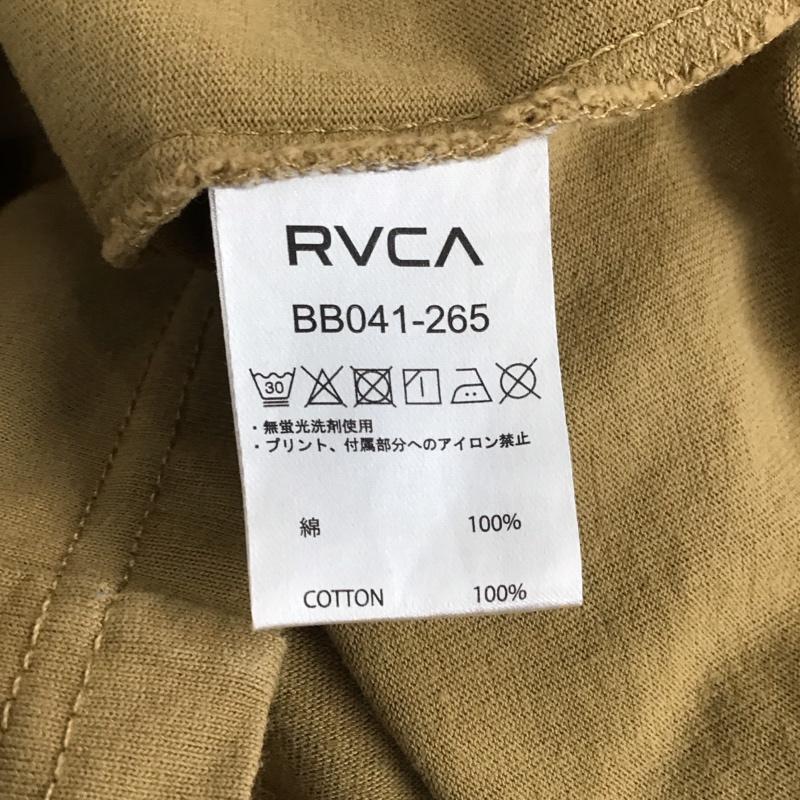 RVCA
BB041-265
30
・無蛍光洗剤使用
・プリント、付属部分へのアイロン禁止
綿 100%
COTTON 100%